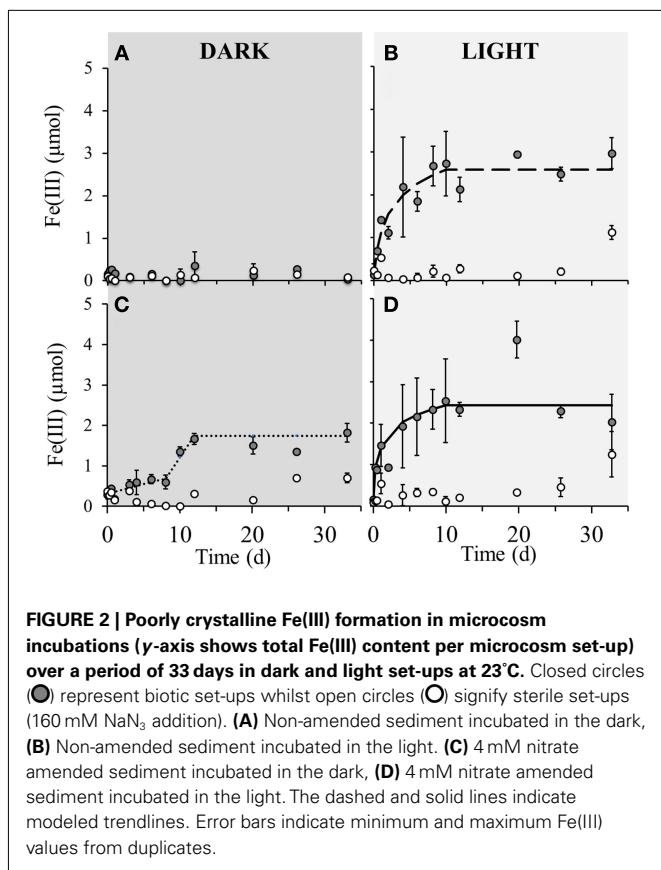 A DARK
B LIGHT
Fe(III) (μmol)
5
4
3
2
1
0
C
D
Fe(III) (μmol)
5
4
3
2
1
0
0 10 20 30
0 10 20 30
Time (d)
Time (d)
FIGURE 2 | Poorly crystalline Fe(III) formation in microcosm
incubations (y-axis shows total Fe(III) content per microcosm set-up)
over a period of 33 days in dark and light set-ups at 23°C. Closed circles
(●) represent biotic set-ups whilst open circles (○) signify sterile set-ups
(160 mM NaN₃ addition). (A) Non-amended sediment incubated in the dark,
(B) Non-amended sediment incubated in the light. (C) 4 mM nitrate
amended sediment incubated in the dark, (D) 4 mM nitrate amended
sediment incubated in the light. The dashed and solid lines indicate
modeled trendlines. Error bars indicate minimum and maximum Fe(III)
values from duplicates.